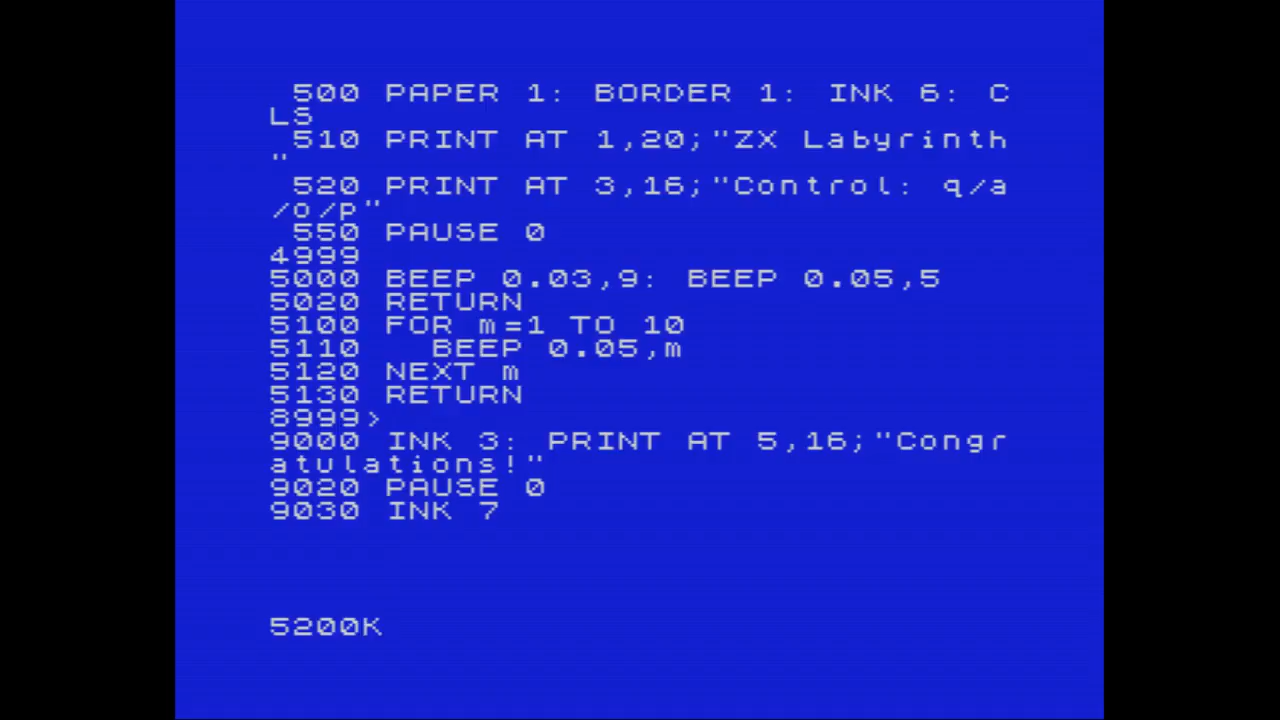 500 PAPER 1: BORDER 1: INK 6: C
LS
510 PRINT AT 1,20;"ZX Labyrinth
"
520 PRINT AT 3,16;"Control: q/a
/o/p"
550 PAUSE 0
4999
5000 BEEP 0.03,9: BEEP 0.05,5
5020 RETURN
5100 FOR m=1 TO 10
5110   BEEP 0.05,m
5120 NEXT m
5130 RETURN
8999>
9000 INK 3: PRINT AT 5,16;"Congr
atulations!"
9020 PAUSE 0
9030 INK 7
5200K